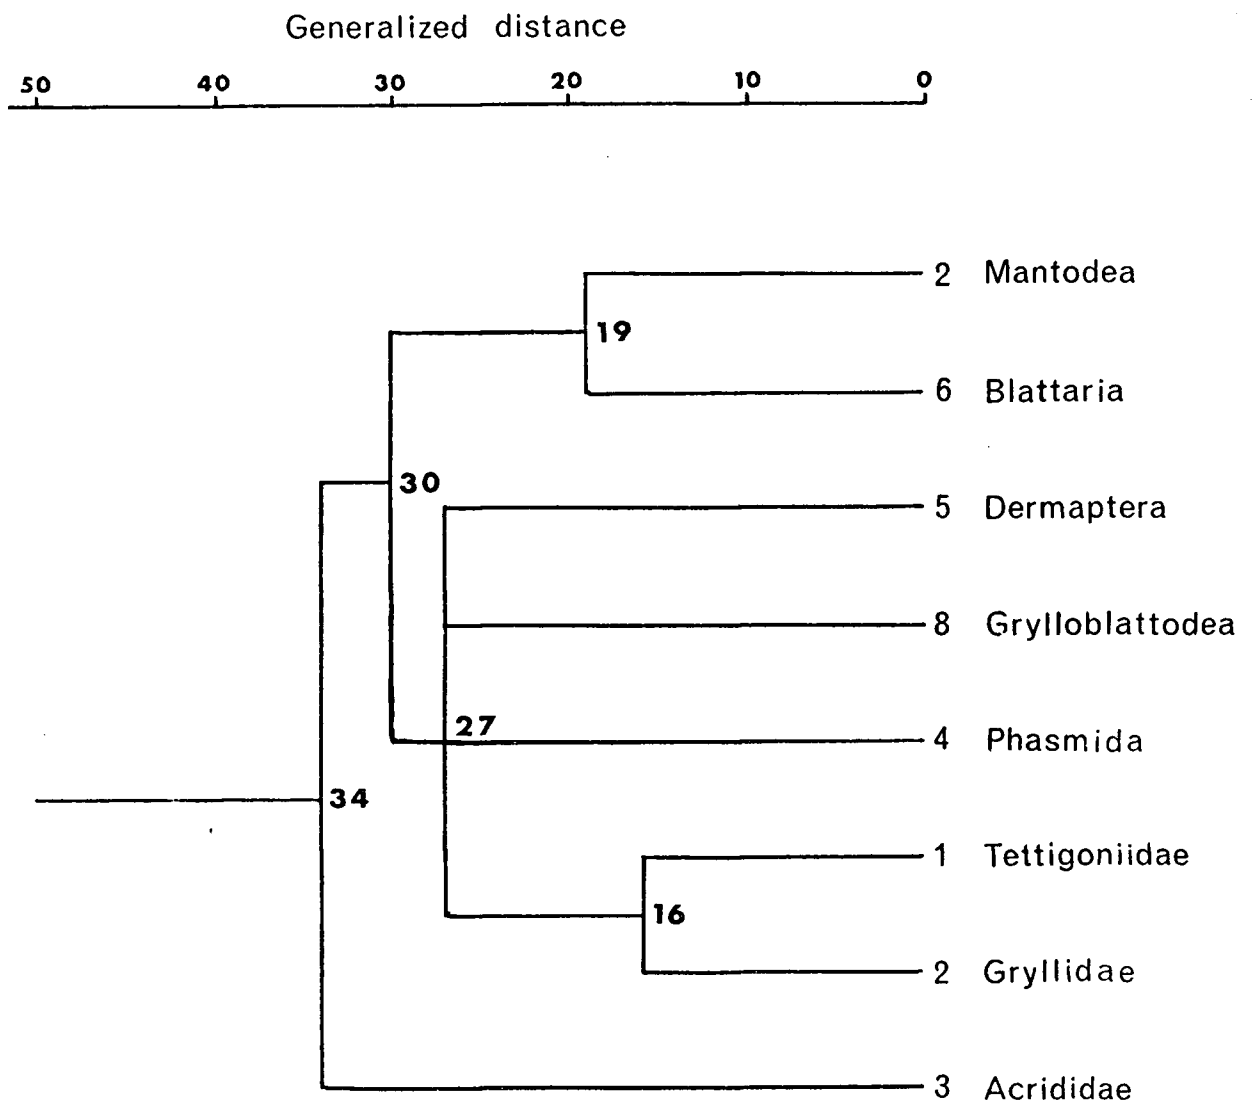 Generalized distance
50 40 30 20 10 0
2 Mantodea
19
6 Blattaria
30
5 Dermaptera
8 Grylloblattodea
27
4 Phasmida
34
1 Tettigoniidae
16
2 Gryllidae
3 Acrididae